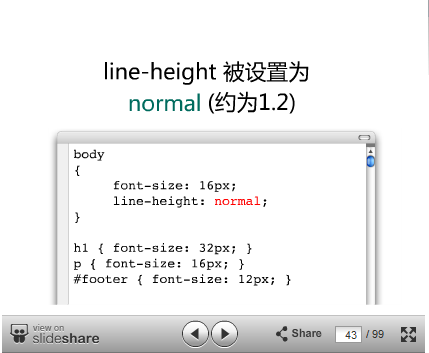 line-height 被设置为
normal (约为1.2)
body
{
font-size: 16px;
line-height: normal;
}
h1 { font-size: 32px; }
p { font-size: 16px; }
#footer { font-size: 12px; }
view on
slideshare
Share
43 / 99